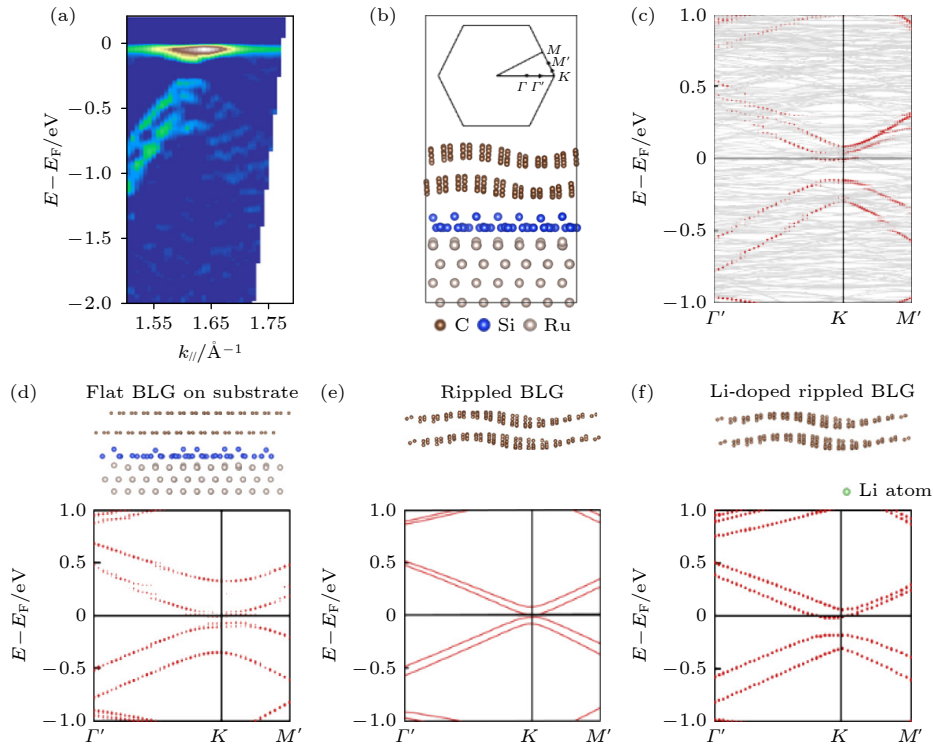 (a)
0
−0.5
−1.0
−1.5
−2.0
E−E_F/eV
1.55
1.65
1.75
k_///Å⁻¹
(b)
M
M′
K
Γ
Γ′
C
Si
Ru
(c)
1.0
0.5
0
−0.5
−1.0
E−E_F/eV
Γ′
K
M′
(d)
Flat BLG on substrate
1.0
0.5
0
−0.5
−1.0
E−E_F/eV
Γ′
K
M′
(e)
Rippled BLG
1.0
0.5
0
−0.5
−1.0
E−E_F/eV
Γ′
K
M′
(f)
Li-doped rippled BLG
Li atom
1.0
0.5
0
−0.5
−1.0
E−E_F/eV
Γ′
K
M′